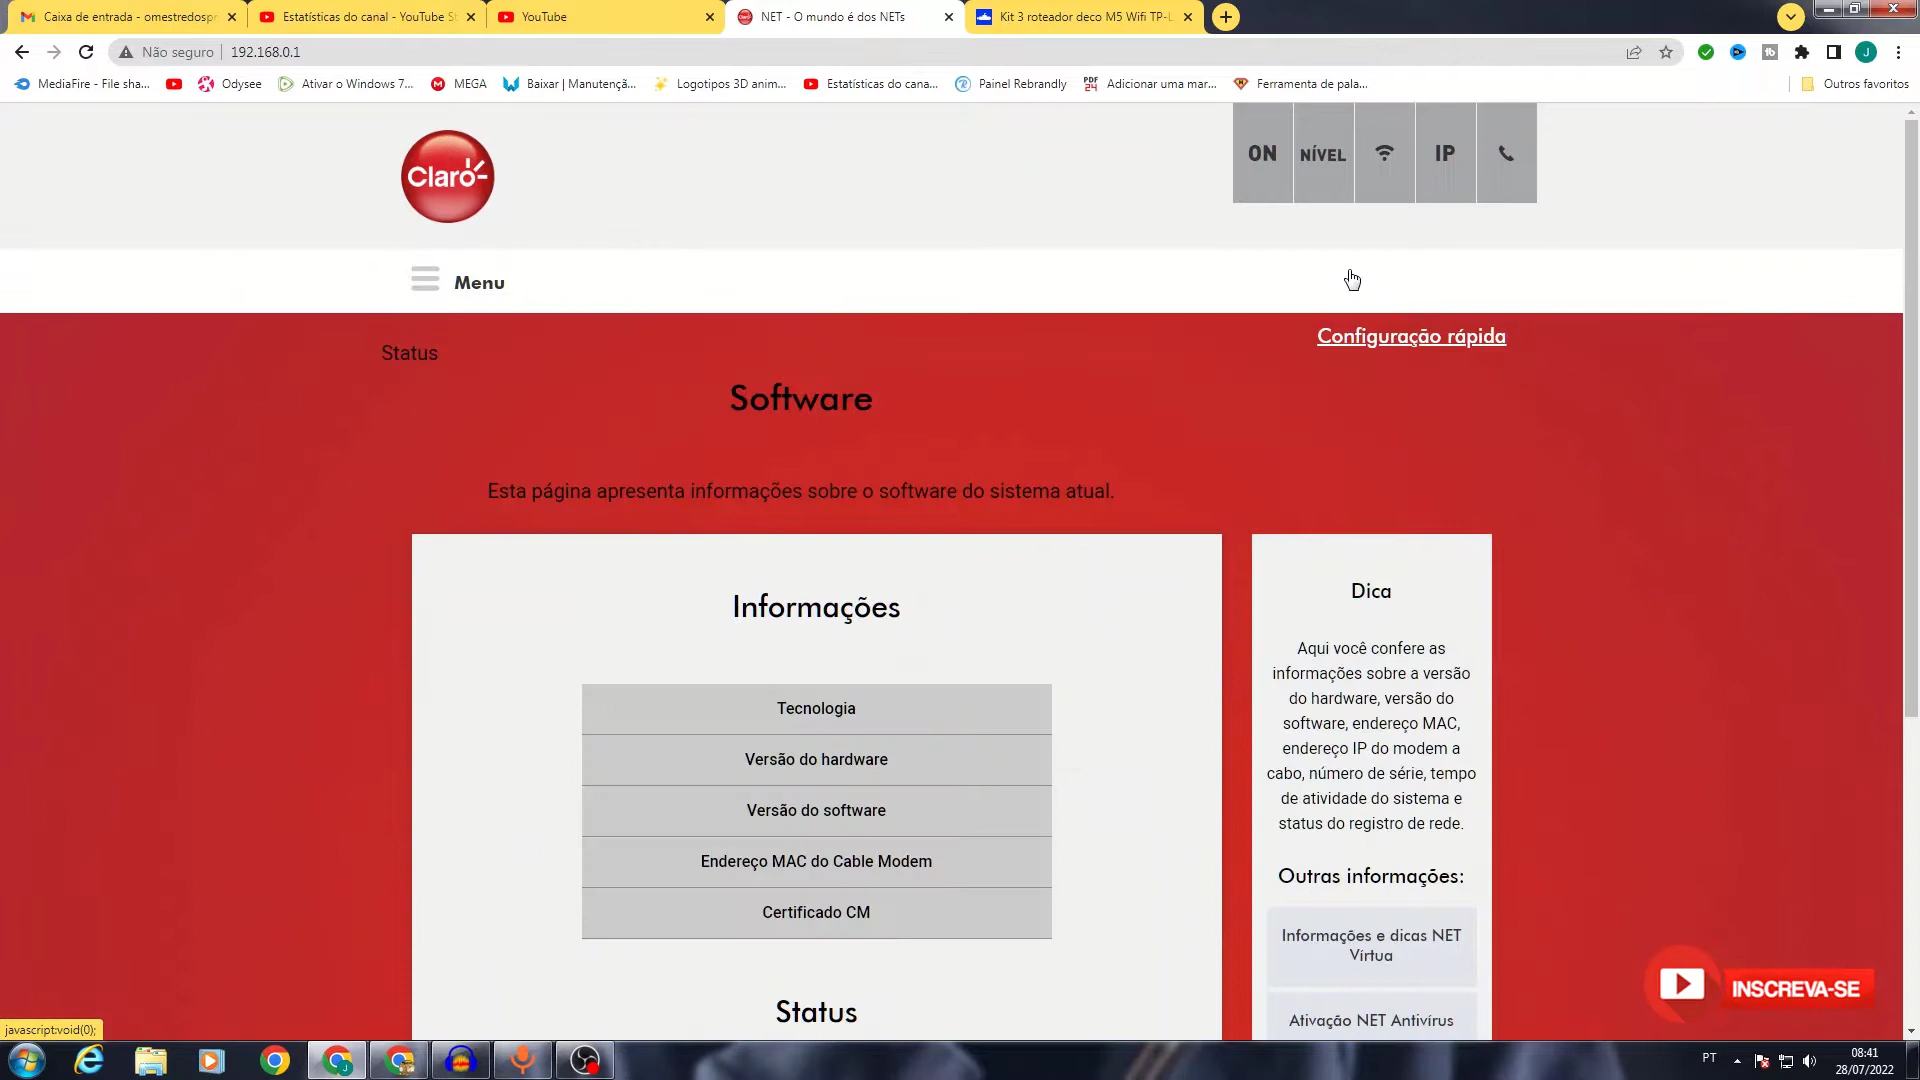 Caixa de entrada - omestredospr
Estatísticas do canal - YouTube St
YouTube
NET - O mundo é dos NETs
Kit 3 roteador deco M5 Wifi TP-L
Não seguro
192.168.0.1
J
MediaFire - File sha...
Odysee
Ativar o Windows 7...
MEGA
Baixar | Manutençã...
Logotipos 3D anim...
Estatísticas do cana...
Painel Rebrandly
PDF
24
Adicionar uma mar...
Ferramenta de pala...
Outros favoritos
Claro
ON
NÍVEL
IP
Menu
Configuração rápida
Status
Software
Esta página apresenta informações sobre o software do sistema atual.
Informações
Tecnologia
Versão do hardware
Versão do software
Endereço MAC do Cable Modem
Certificado CM
Status
Dica
Aqui você confere as
informações sobre a versão
do hardware, versão do
software, endereço MAC,
endereço IP do modem a
cabo, número de série, tempo
de atividade do sistema e
status do registro de rede.
Outras informações:
Informações e dicas NET
Vírtua
Ativação NET Antivírus
INSCREVA-SE
javascript:void(0);
PT
08:41
28/07/2022